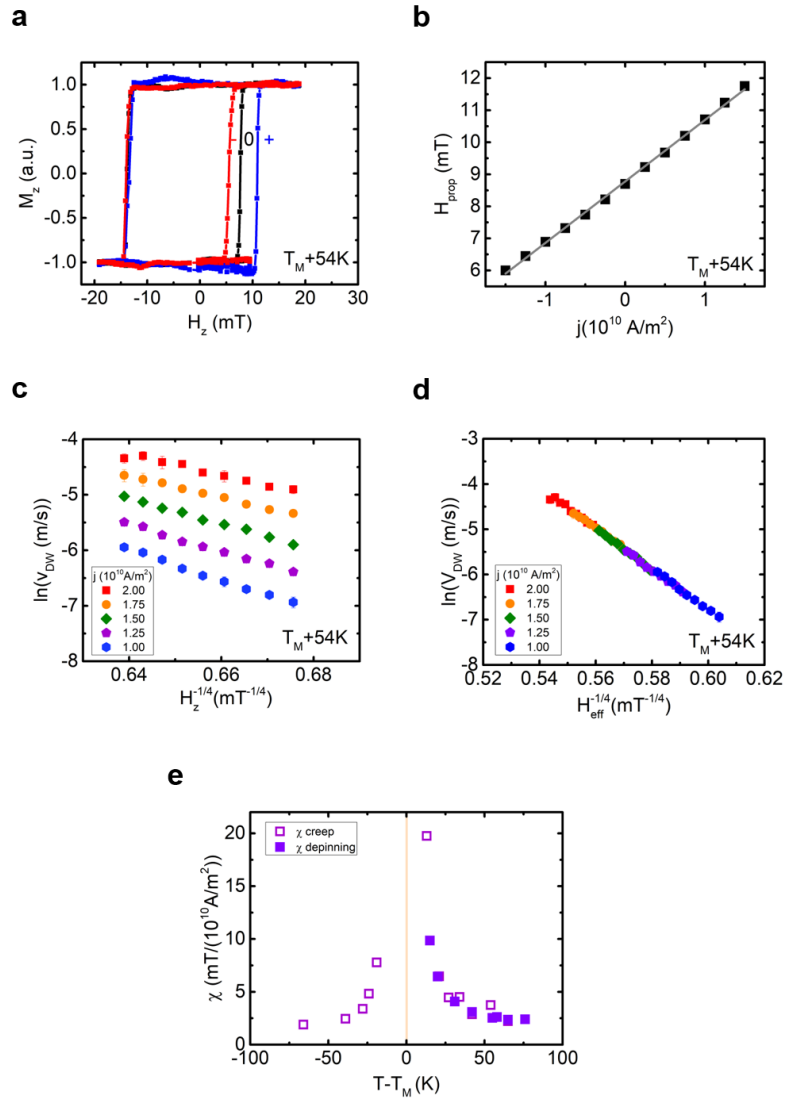 a
1.0
0.5
0.0
-0.5
-1.0
M_z (a.u.)
- 0 +
T_M+54K
-20 -10 0 10 20 30
H_z (mT)
b
12
11
10
9
8
7
6
H_prop (mT)
T_M+54K
-1 0 1
j(10^10 A/m^2)
c
-4
-5
-6
-7
-8
ln(v_DW (m/s))
j (10^10A/m^2)
2.00
1.75
1.50
1.25
1.00
T_M+54K
0.64 0.66 0.68
H_z^-1/4(mT^-1/4)
d
-3
-4
-5
-6
-7
-8
ln(V_DW (m/s))
j (10^10 A/m^2)
2.00
1.75
1.50
1.25
1.00
T_M+54K
0.52 0.54 0.56 0.58 0.60 0.62
H_eff^-1/4(mT^-1/4)
e
20
15
10
5
0
χ (mT/(10^10A/m^2))
χ creep
χ depinning
-100 -50 0 50 100
T-T_M (K)